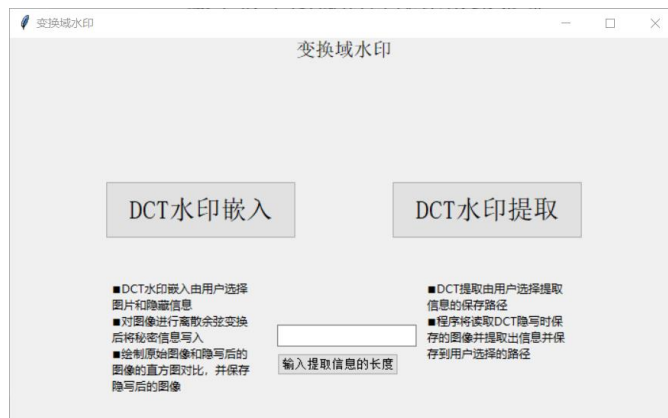 变换域水印
变换域水印
DCT水印嵌入
DCT水印提取
■DCT水印嵌入由用户选择
图片和隐藏信息
■对图像进行离散余弦变换
后将秘密信息写入
■绘制原始图像和隐写后的
图像的直方图对比，并保存
隐写后的图像
输入提取信息的长度
■DCT提取由用户选择提取
信息的保存路径
■程序将读取DCT隐写时保
存的图像并提取出信息并保
存到用户选择的路径